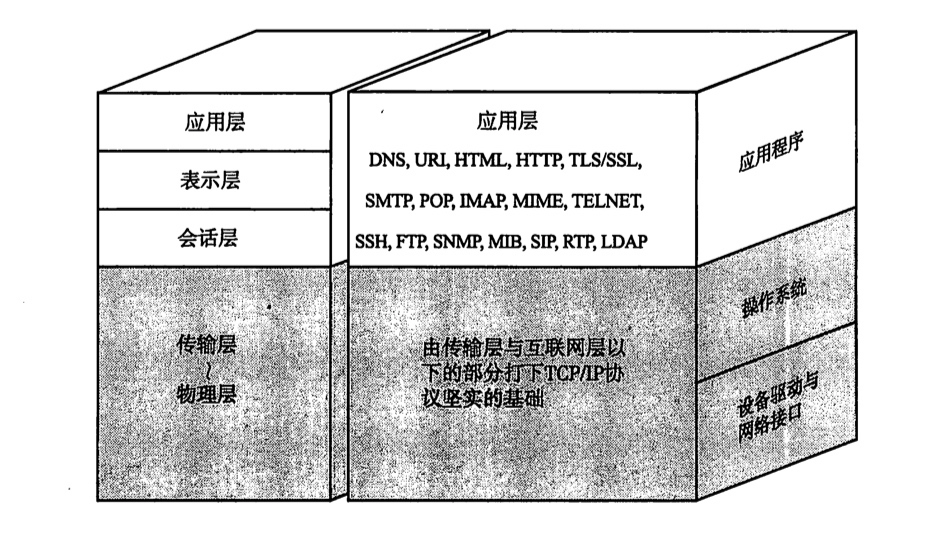 应用层
表示层
会话层
传输层
~
物理层
应用层
DNS, URI, HTML, HTTP, TLS/SSL,
SMTP, POP, IMAP, MIME, TELNET,
SSH, FTP, SNMP, MIB, SIP, RTP, LDAP
由传输层与互联网层以
下的部分打下TCP/IP协
议坚实的基础
应用程序
操作系统
设备驱动与
网络接口